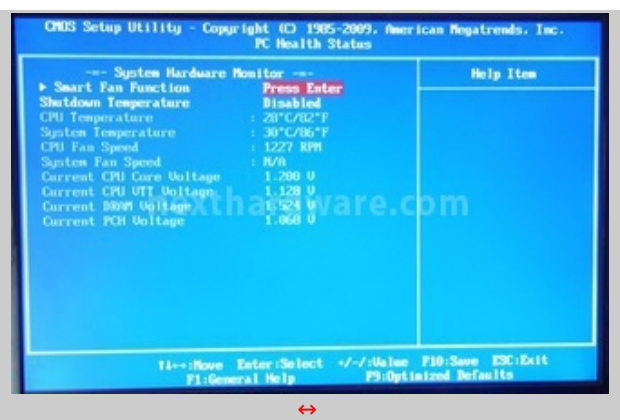 CMOS Setup Utility - Copyright (C) 1985-2009, American Megatrends, Inc.
PC Health Status
-=- System Hardware Monitor -=-
Help Item
► Smart Fan Function Press Enter
Shutdown Temperature Disabled
CPU Temperature : 28°C/82°F
System Temperature : 30°C/86°F
CPU Fan Speed : 1227 RPM
System Fan Speed : N/A
Current CPU Core Voltage 1.200 V
Current CPU VTT Voltage 1.128 V
Current DRAM Voltage 1.524 V
Current PCH Voltage 1.068 V
nexthardware.com
↑↓←→:Move Enter:Select +/-/:Value F10:Save ESC:Exit
F1:General Help F9:Optimized Defaults